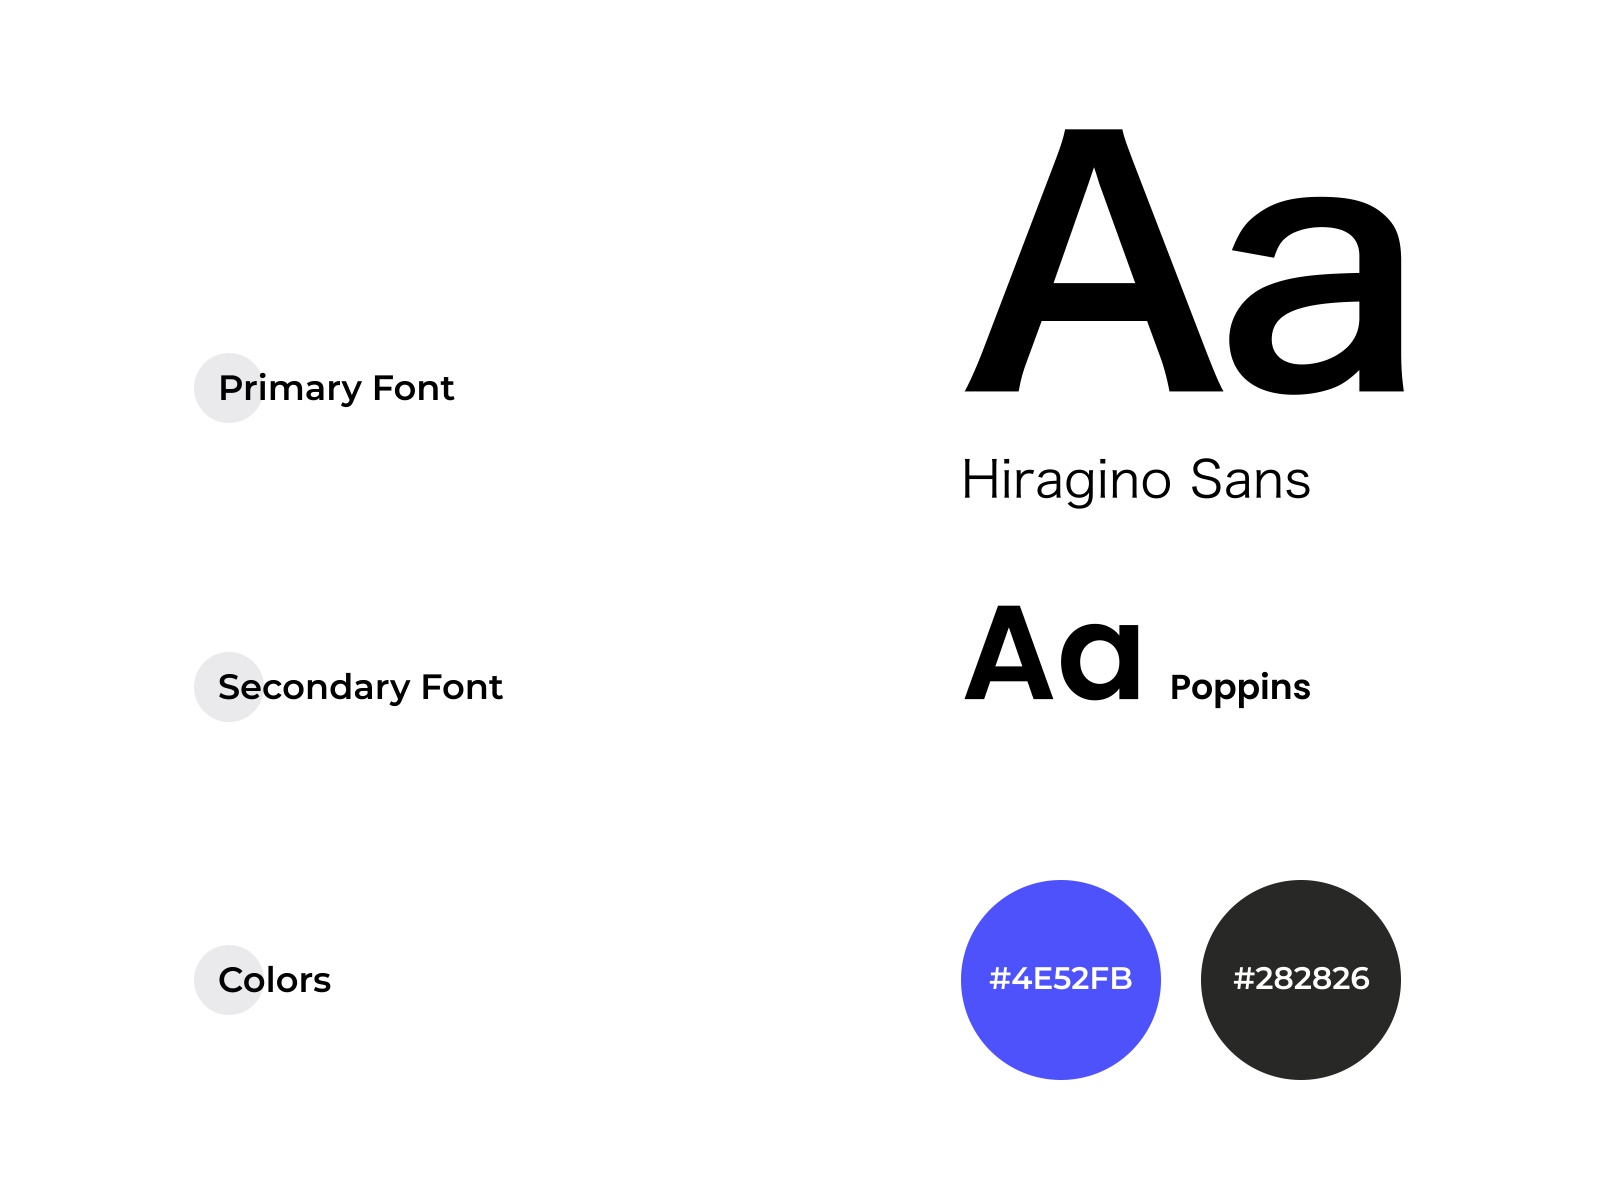 Primary Font
Aa
Hiragino Sans
Secondary Font
Aa Poppins
Colors
#4E52FB
#282826